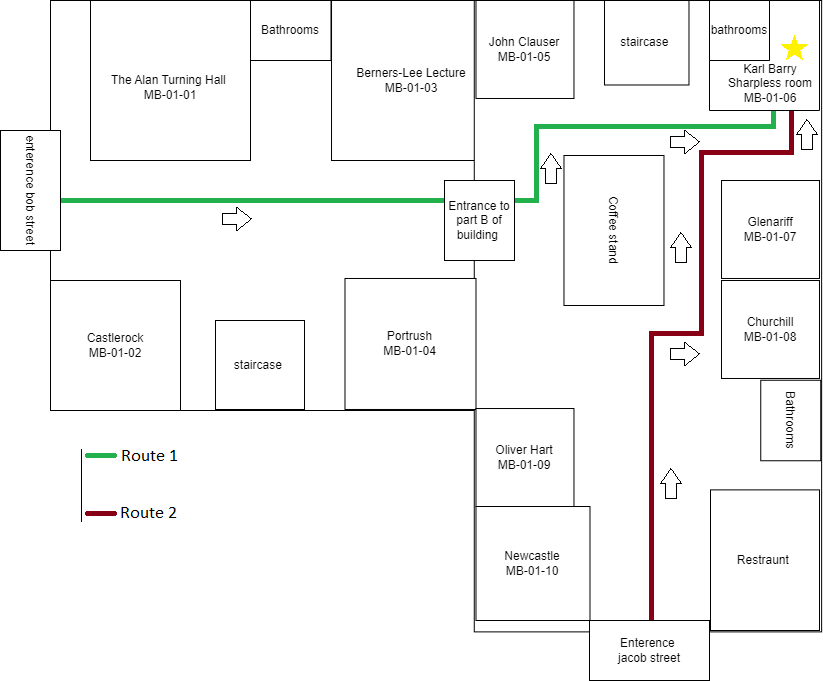 Bathrooms
The Alan Turning Hall
MB-01-01
Berners-Lee Lecture
MB-01-03
John Clauser
MB-01-05
staircase
bathrooms
Karl Barry
Sharpless room
MB-01-06
enterence bob street
Entrance to
part B of
building
Coffee stand
Glenariff
MB-01-07
Castlerock
MB-01-02
staircase
Portrush
MB-01-04
Churchill
MB-01-08
Bathrooms
Route 1
Route 2
Oliver Hart
MB-01-09
Newcastle
MB-01-10
Restraunt
Enterence
jacob street